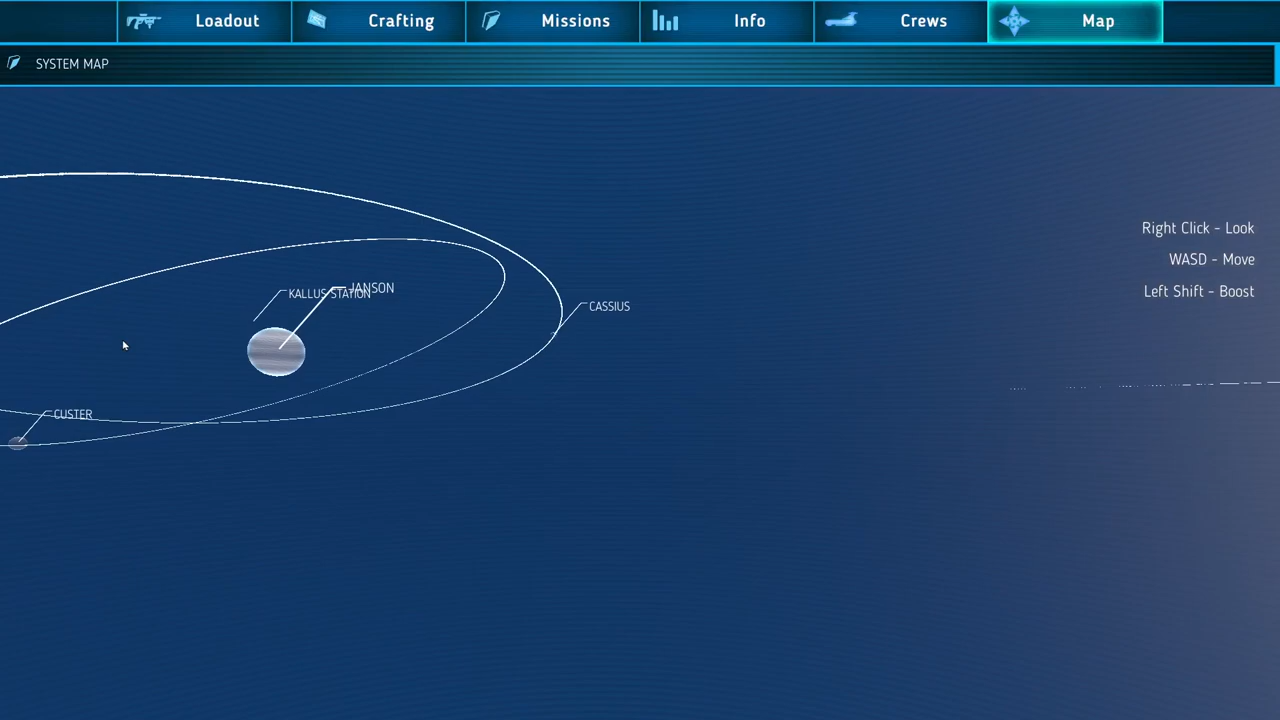 Loadout
Crafting
Missions
Info
Crews
Map
SYSTEM MAP
Right Click - Look
WASD - Move
Left Shift - Boost
JANSON
KALLUS STATION
CASSIUS
CUSTER